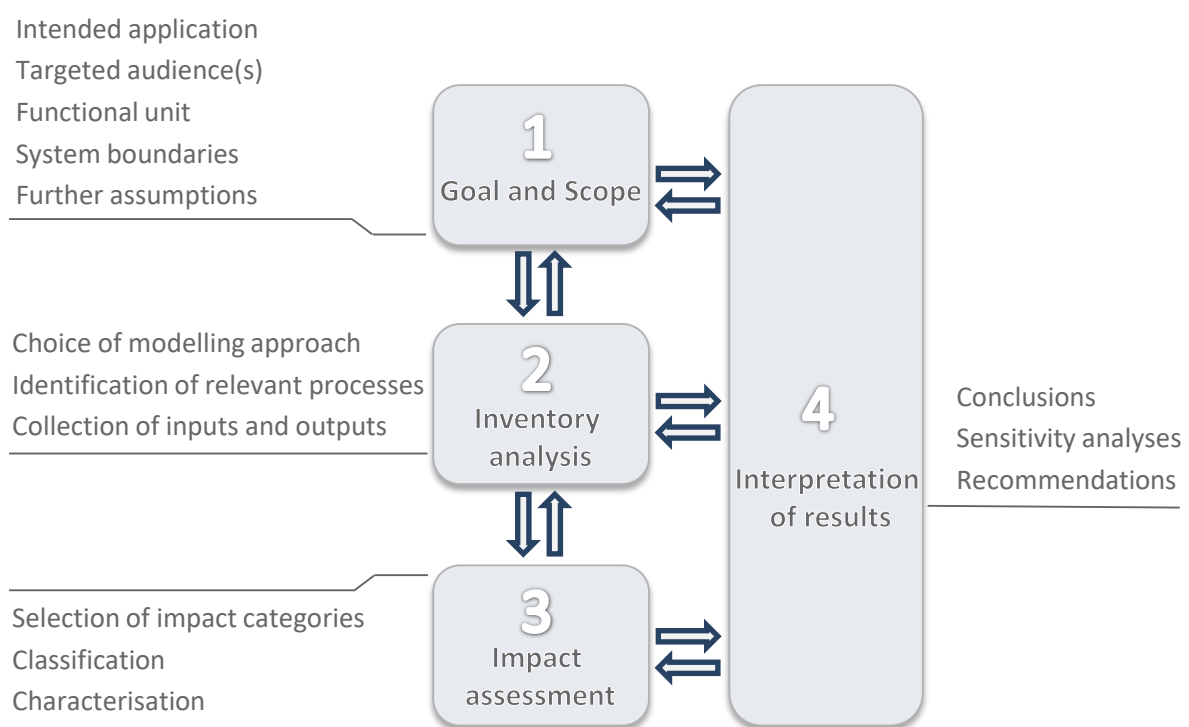 Intended application
Targeted audience(s)
Functional unit
System boundaries
Further assumptions
1
Goal and Scope
Choice of modelling approach
Identification of relevant processes
Collection of inputs and outputs
2
Inventory
analysis
Selection of impact categories
Classification
Characterisation
3
Impact
assessment
4
Interpretation
of results
Conclusions
Sensitivity analyses
Recommendations